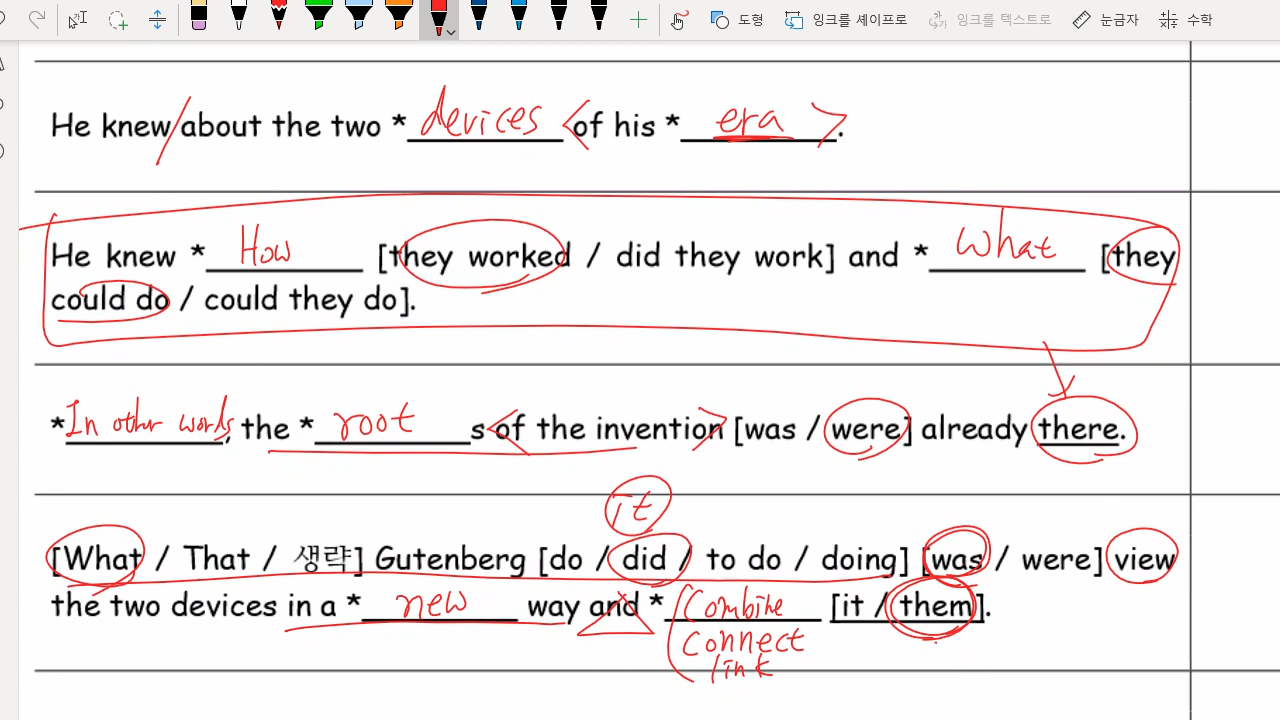 도형 잉크를 셰이프로 잉크를 텍스트로 눈금자 수학
He knew / about the two * devices < of his * era >.
He knew * How [they worked / did they work] and * what [they
could do / could they do].
* In other words, the * root s < of the invention > [was / were] already there.
it
[What / That / 생략] Gutenberg [do / did / to do / doing] [was / were] view
the two devices in a * new way and * combine [it / them].
connect
link